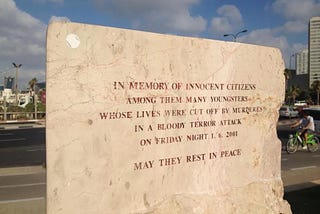 IN MEMORY OF INNOCENT CITIZENS
AMONG THEM MANY YOUNGSTERS
WHOSE LIVES WERE CUT OFF BY MURDERERS
IN A BLOODY TERROR ATTACK
ON FRIDAY NIGHT 1. 6. 2001
MAY THEY REST IN PEACE